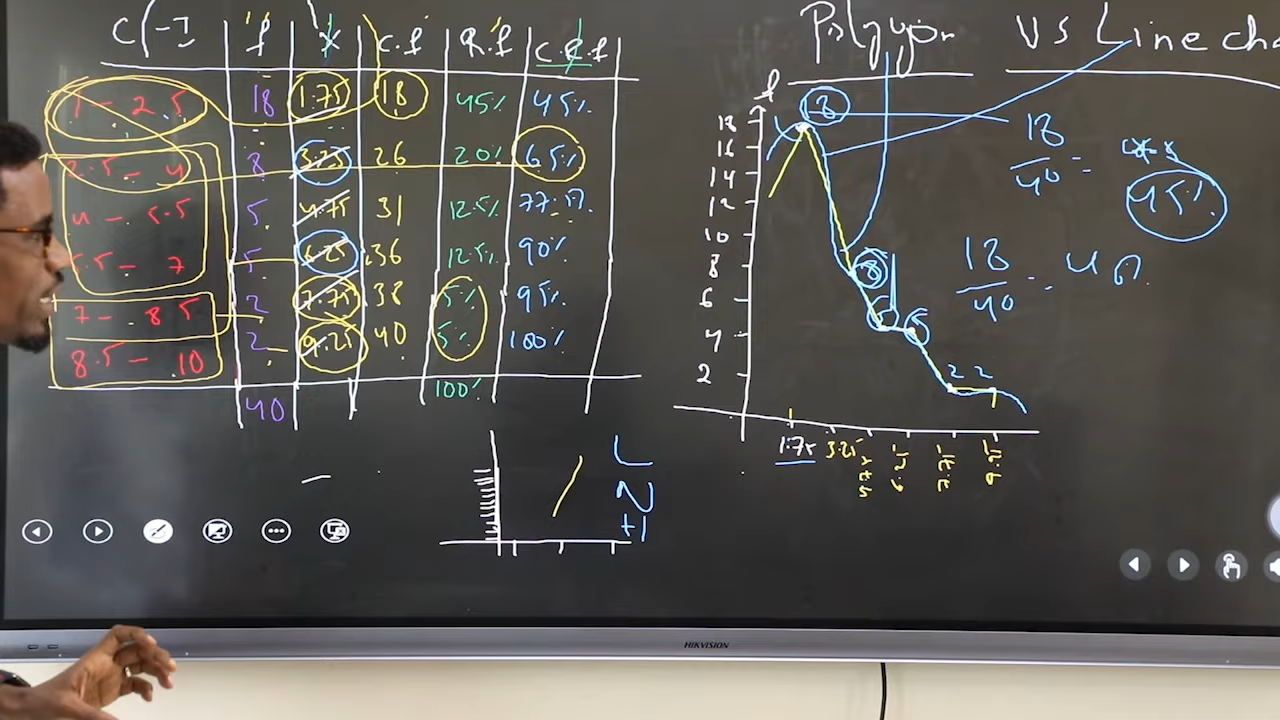 C(-I f x c.f R.f C.R.f
1 - 2.5 18 1.75 18 45% 45%
2.5 - 4 8 3.25 26 20% 65%
4 - 5.5 5 4.75 31 12.5% 77.5%
5.5 - 7 5 6.25 36 12.5% 90%
7 - 8.5 2 7.75 38 5% 95%
8.5 - 10 2 9.25 40 5% 100%
40 100%
L
N
+1
Polygon VS Line cha
f
18
16
14
12
10
8
6
4
2
18
8
5
5
2 2
1.75 3.25
18
40 =
45%
18
40 =
HIKVISION